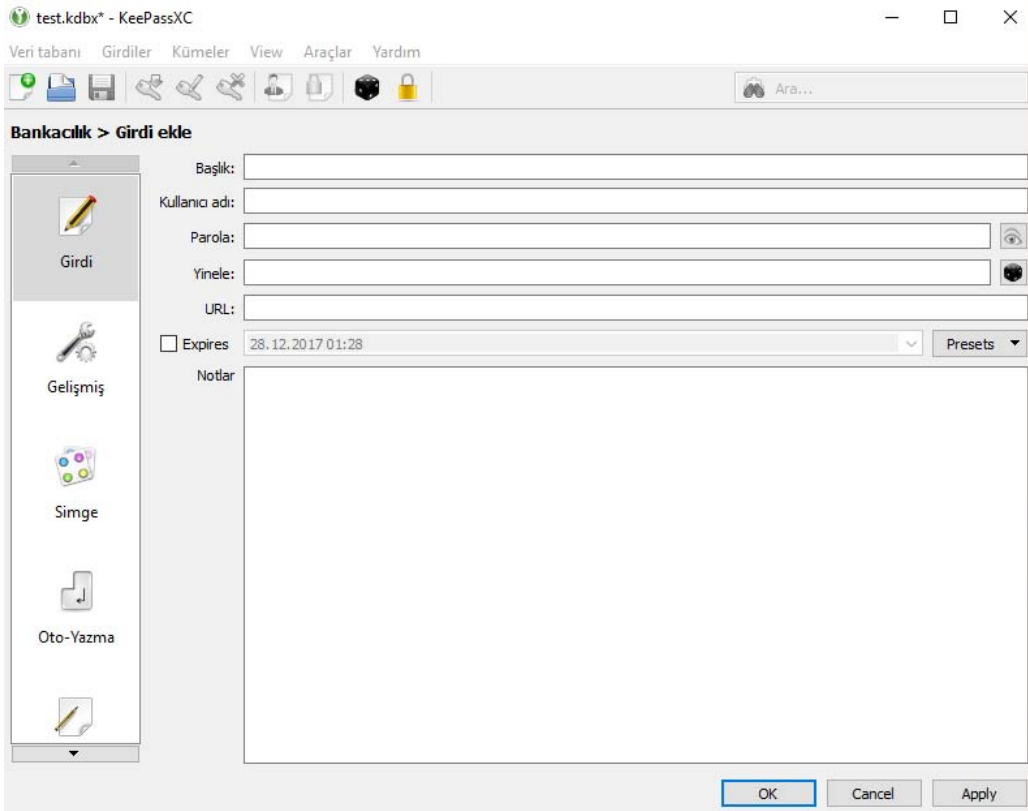 test.kdbx* - KeePassXC
Veri tabanı Girdiler Kümeler View Araçlar Yardım
Ara...
Bankacılık > Girdi ekle
Başlık:
Kullanıcı adı:
Parola:
Girdi
Yinele:
URL:
Expires 28.12.2017 01:28 Presets
Notlar
Gelişmiş
Simge
Oto-Yazma
OK Cancel Apply